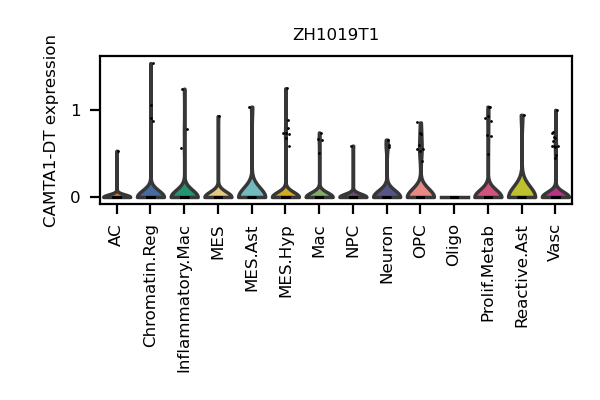 ZH1019T1
CAMTA1-DT expression
1
0
AC
Chromatin.Reg
Inflammatory.Mac
MES
MES.Ast
MES.Hyp
Mac
NPC
Neuron
OPC
Oligo
Prolif.Metab
Reactive.Ast
Vasc